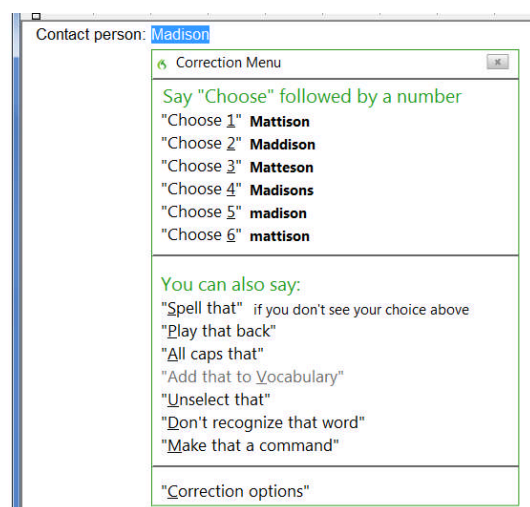 Contact person: Madison
Correction Menu
x
Say "Choose" followed by a number
"Choose 1" Mattison
"Choose 2" Maddison
"Choose 3" Matteson
"Choose 4" Madisons
"Choose 5" madison
"Choose 6" mattison
You can also say:
"Spell that" if you don't see your choice above
"Play that back"
"All caps that"
"Add that to Vocabulary"
"Unselect that"
"Don't recognize that word"
"Make that a command"
"Correction options"